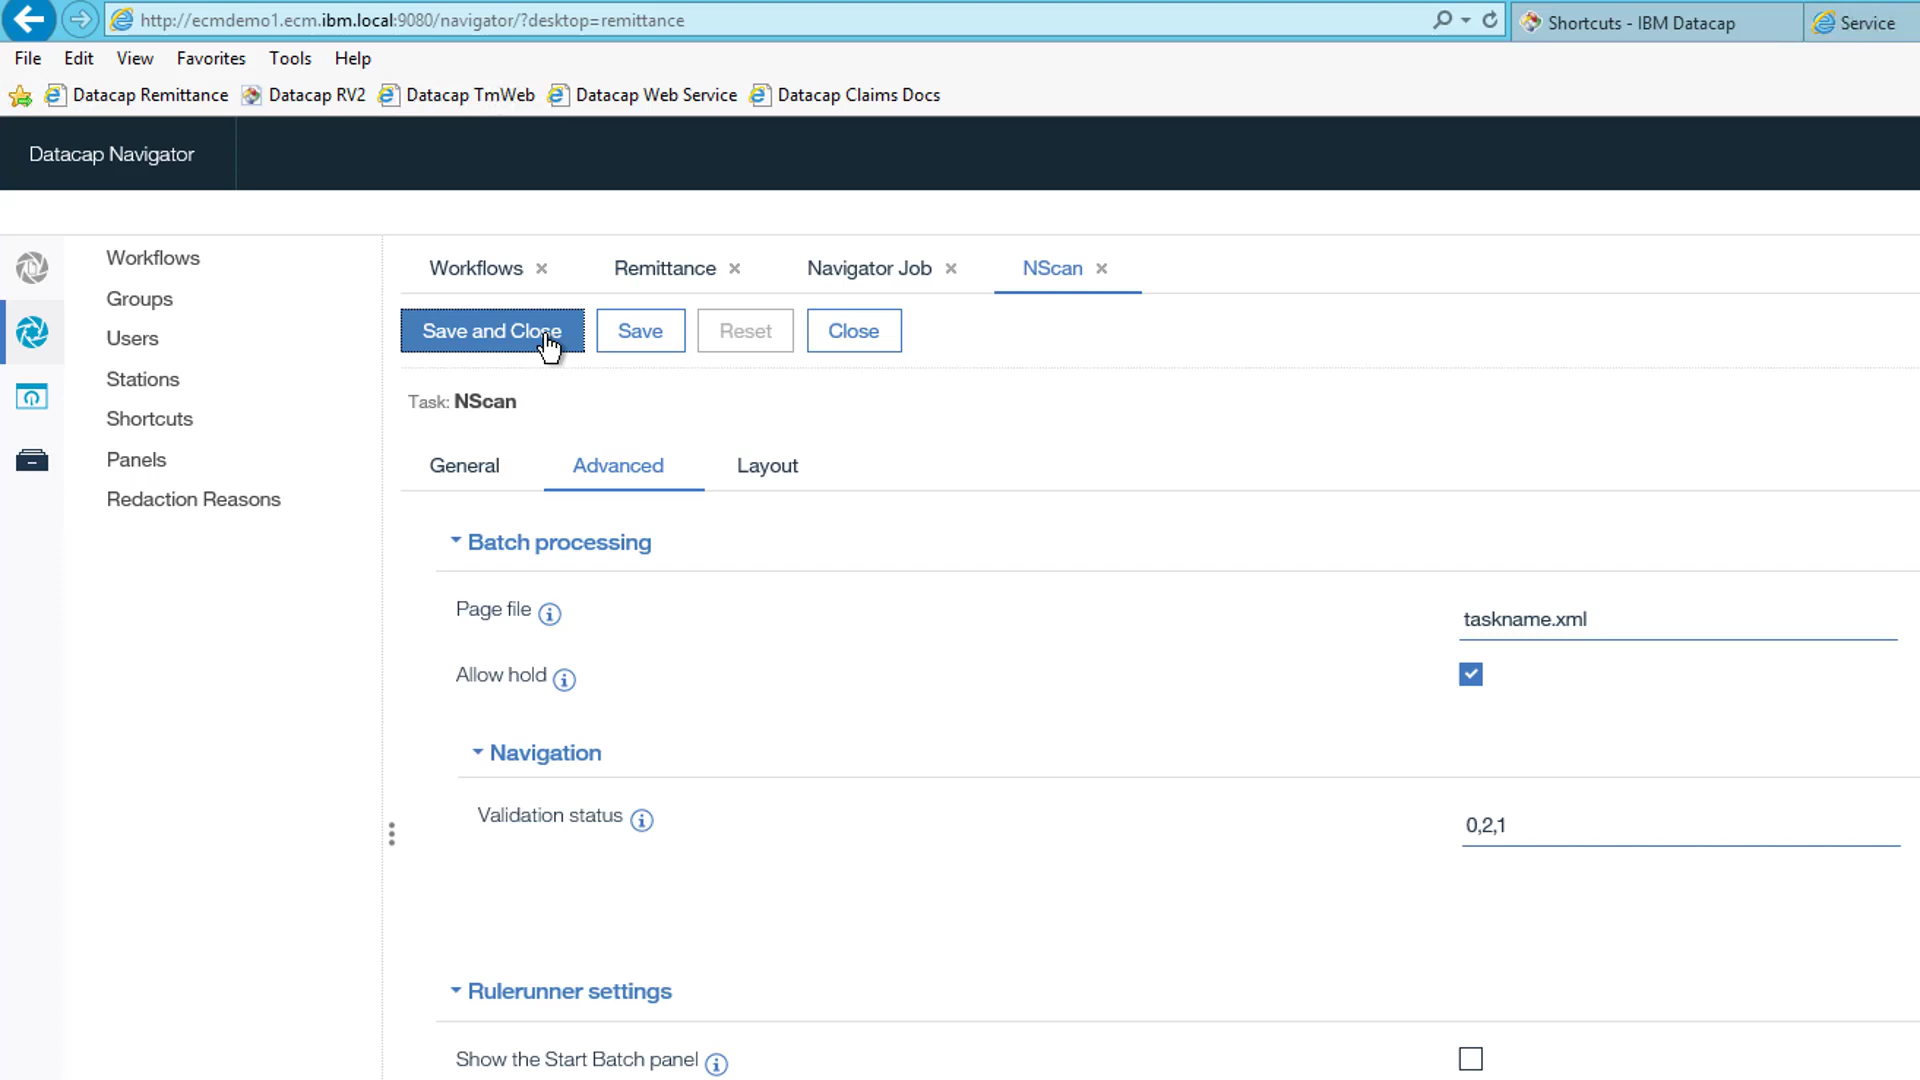 http://ecmdemo1.ecm.ibm.local:9080/navigator/?desktop=remittance
Shortcuts - IBM Datacap
Service
File Edit View Favorites Tools Help
Datacap Remittance Datacap RV2 Datacap TmWeb Datacap Web Service Datacap Claims Docs
Datacap Navigator
Workflows
Groups
Users
Stations
Shortcuts
Panels
Redaction Reasons
Workflows Remittance Navigator Job NScan
Save and Close Save Reset Close
Task: NScan
General Advanced Layout
Batch processing
Page file taskname.xml
Allow hold
Navigation
Validation status 0,2,1
Rulerunner settings
Show the Start Batch panel